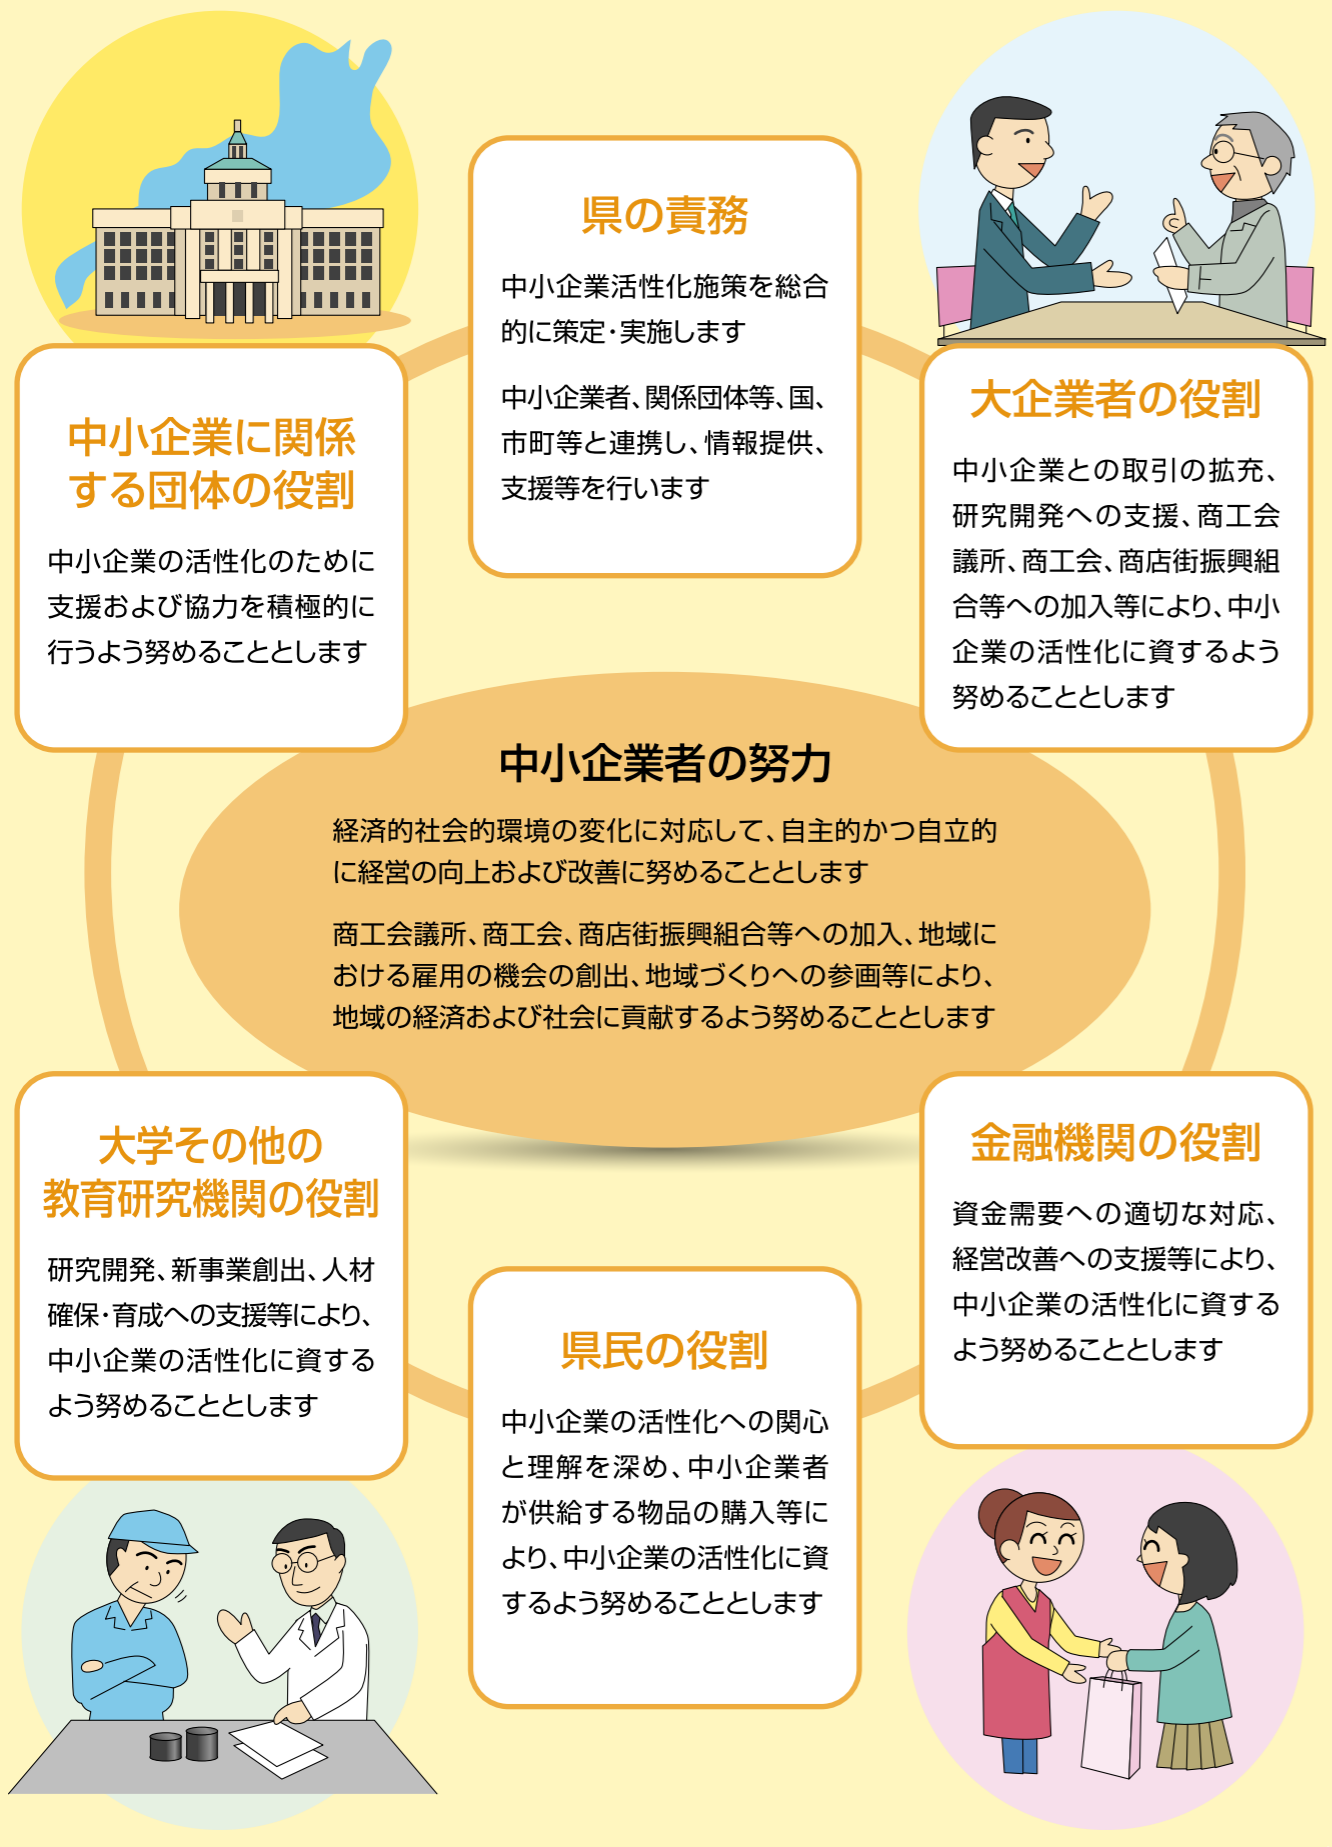 県の責務
中小企業活性化施策を総合
的に策定・実施します
中小企業者、関係団体等、国、
市町等と連携し、情報提供、
支援等を行います
中小企業に関係
する団体の役割
中小企業の活性化のために
支援および協力を積極的に
行うよう努めることとします
大企業者の役割
中小企業との取引の拡充、
研究開発への支援、商工会
議所、商工会、商店街振興組
合等への加入等により、中小
企業の活性化に資するよう
努めることとします
中小企業者の努力
経済的社会的環境の変化に対応して、自主的かつ自立的
に経営の向上および改善に努めることとします
商工会議所、商工会、商店街振興組合等への加入、地域に
おける雇用の機会の創出、地域づくりへの参画等により、
地域の経済および社会に貢献するよう努めることとします
大学その他の
教育研究機関の役割
研究開発、新事業創出、人材
確保・育成への支援等により、
中小企業の活性化に資する
よう努めることとします
金融機関の役割
資金需要への適切な対応、
経営改善への支援等により、
中小企業の活性化に資する
よう努めることとします
県民の役割
中小企業の活性化への関心
と理解を深め、中小企業者
が供給する物品の購入等に
より、中小企業の活性化に資
するよう努めることとします